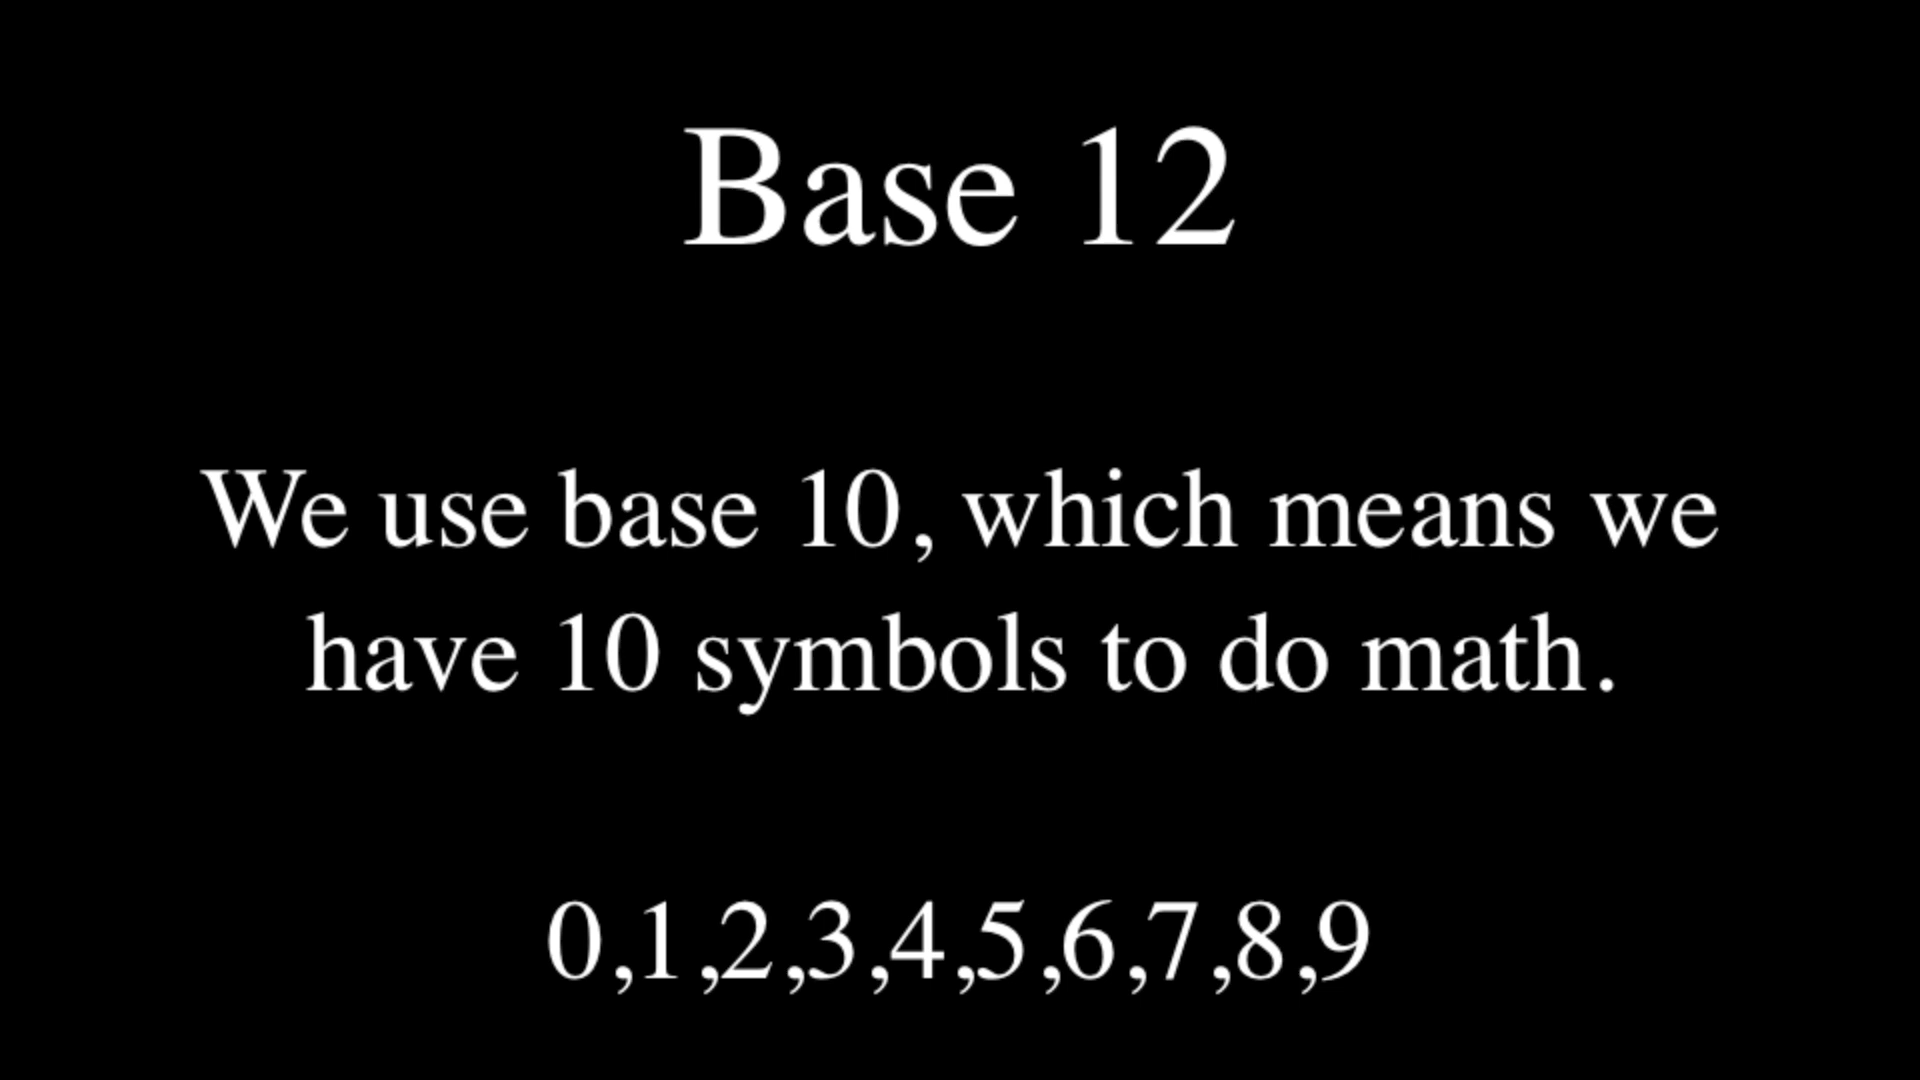 Base 12
We use base 10, which means we
have 10 symbols to do math.
0,1,2,3,4,5,6,7,8,9